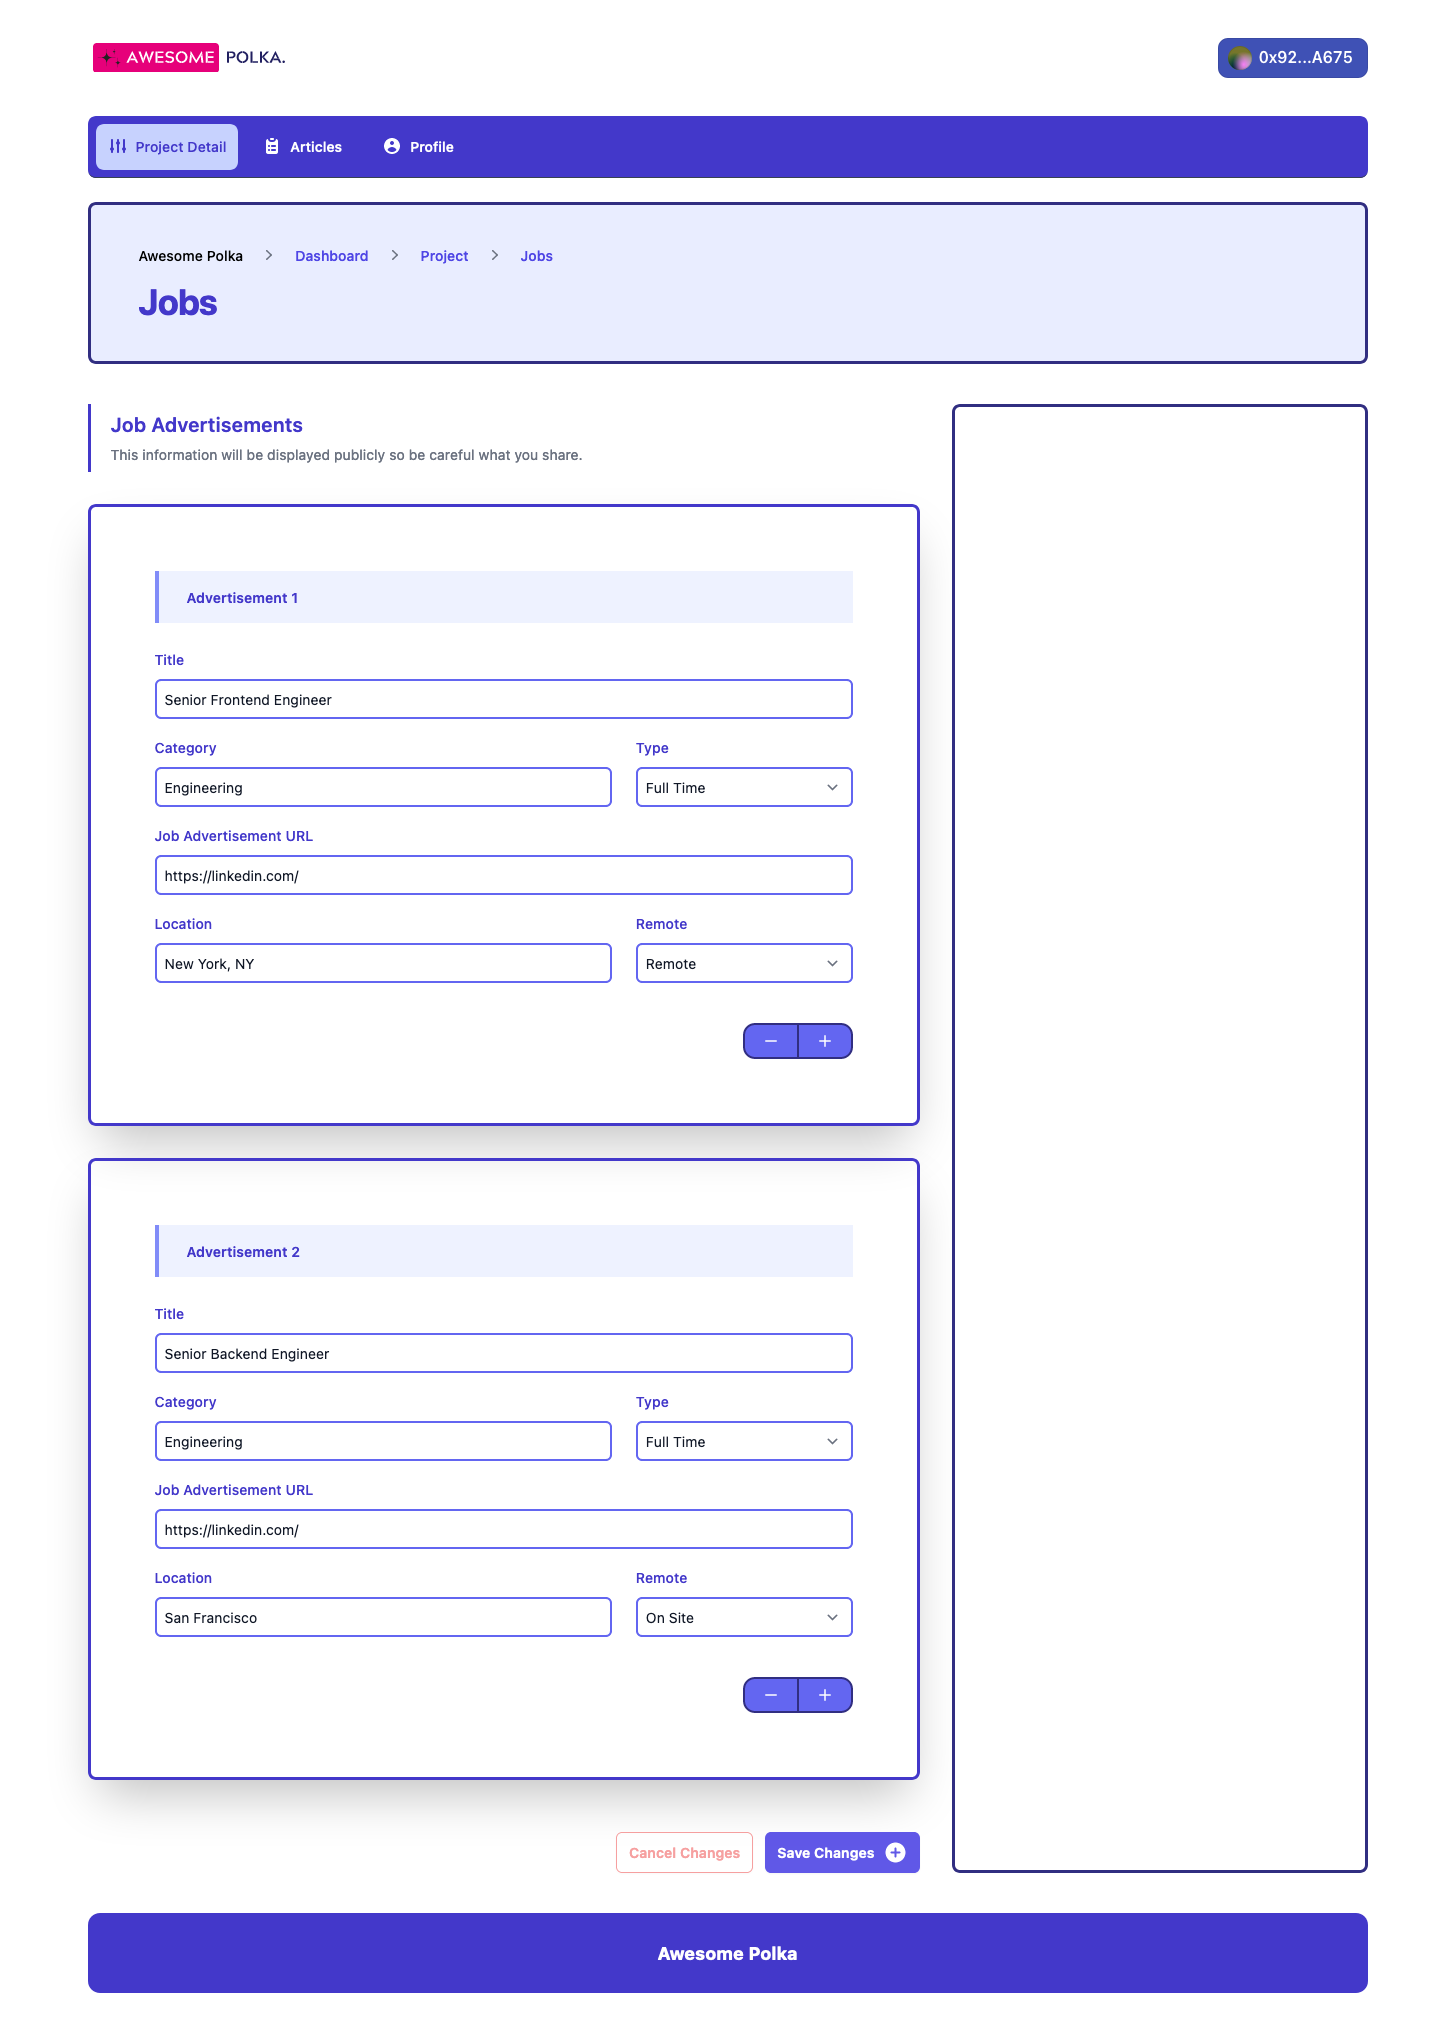 AWESOME POLKA.
0x92...A675
Project Detail Articles Profile
Awesome Polka Dashboard Project Jobs
Jobs
Job Advertisements
This information will be displayed publicly so be careful what you share.
Advertisement 1
Title
Senior Frontend Engineer
Category Type
Engineering Full Time
Job Advertisement URL
https://linkedin.com/
Location Remote
New York, NY Remote
Advertisement 2
Title
Senior Backend Engineer
Category Type
Engineering Full Time
Job Advertisement URL
https://linkedin.com/
Location Remote
San Francisco On Site
Cancel Changes Save Changes
Awesome Polka